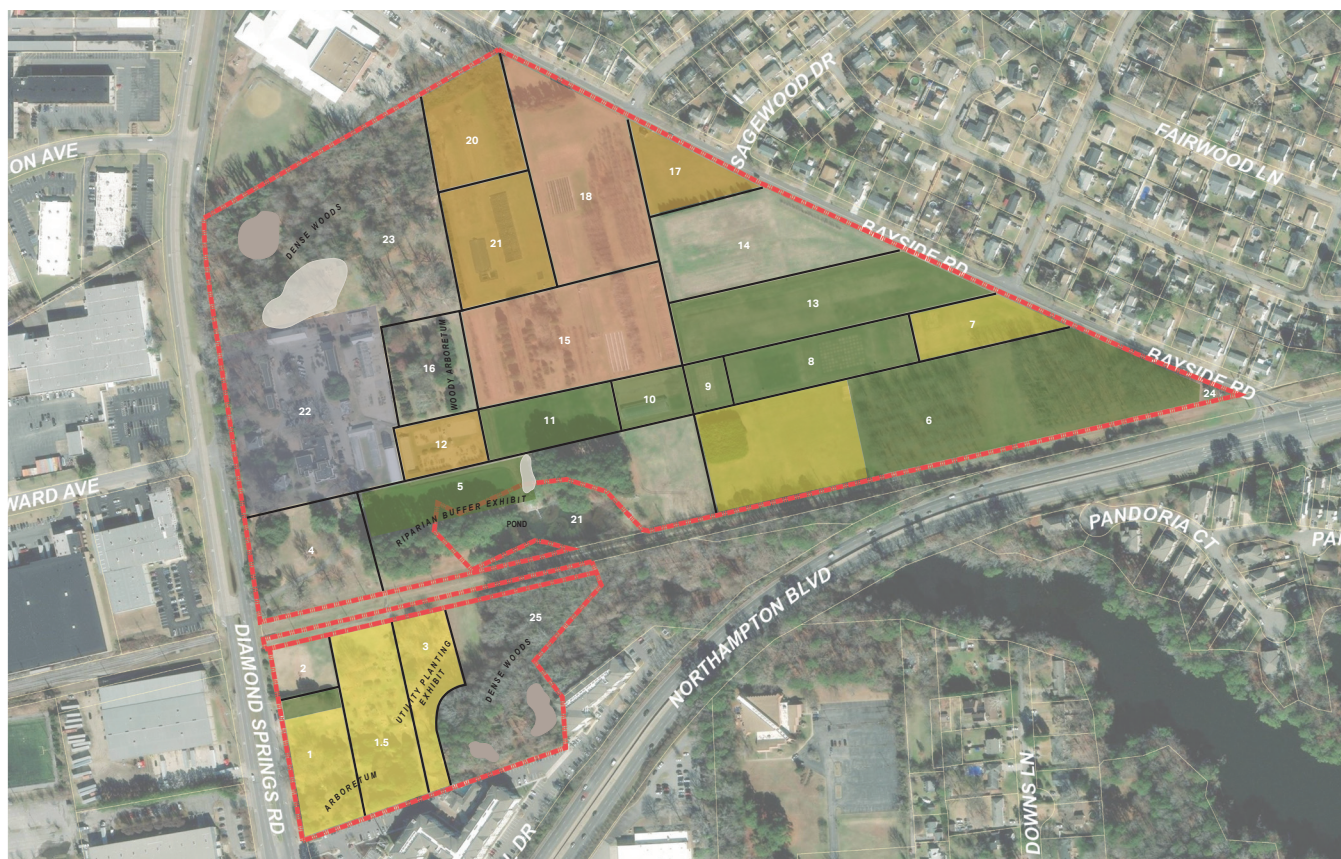 SAGEWOOD DR
FAIRWOOD LN
ON AVE
20
17
18
DENSE WOODS
23
21
14
BAYSIDE RD
13
7
WOODY ARBORETUM
15
16
8
BAYSIDE RD
9
24
10
22
11
6
12
WARD AVE
5
RIPARIAN BUFFER EXHIBIT
POND
21
PANDORIA CT
PAN
4
NORTHAMPTON BLVD
25
DIAMOND SPRINGS RD
3
2
UTILITY PLANTING
EXHIBIT
DENSE WOODS
1.5
1
ARBORETUM
DOWNS LN
L DR